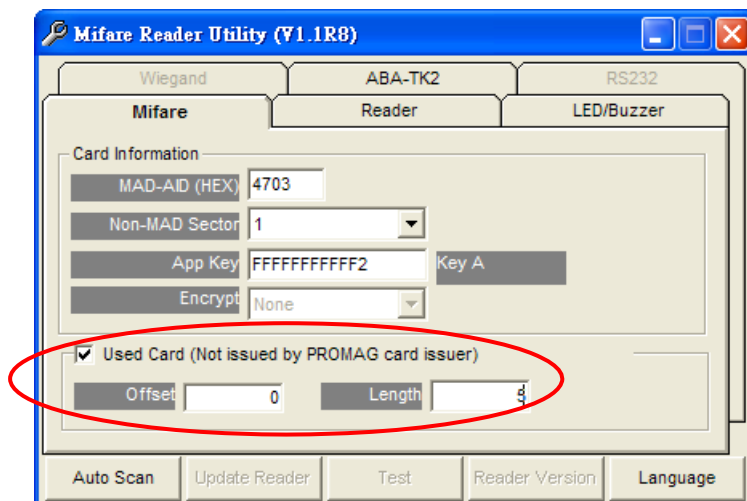 Mifare Reader Utility (V1.1R8)
Wiegand ABA-TK2 RS232
Mifare Reader LED/Buzzer
Card Information
MAD-AID (HEX) 4703
Non-MAD Sector 1
App Key FFFFFFFFFFF2 Key A
Encrypt None
Used Card (Not issued by PROMAG card issuer)
Offset 0 Length 5
Auto Scan Update Reader Test Reader Version Language